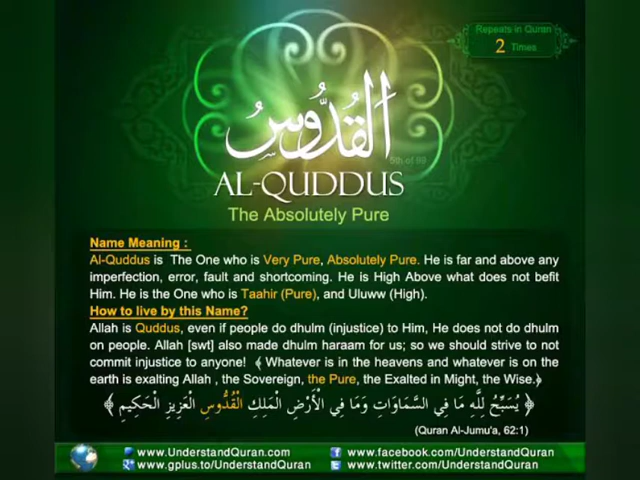 Repeats in Quran
2 Times
اَلْقُدُّوسُ
5th of 99
AL-QUDDUS
The Absolutely Pure
Name Meaning :
Al-Quddus is The One who is Very Pure, Absolutely Pure. He is far and above any
imperfection, error, fault and shortcoming. He is High Above what does not befit
Him. He is the One who is Taahir (Pure), and Uluww (High).
How to live by this Name?
Allah is Quddus, even if people do dhulm (injustice) to Him, He does not do dhulm
on people. Allah [swt] also made dhulm haraam for us; so we should strive to not
commit injustice to anyone! ﴾ Whatever is in the heavens and whatever is on the
earth is exalting Allah , the Sovereign, the Pure, the Exalted in Might, the Wise.﴿
﴿ يُسَبِّحُ لِلَّهِ مَا فِي السَّمَاوَاتِ وَمَا فِي الْأَرْضِ الْمَلِكِ الْقُدُّوسِ الْعَزِيزِ الْحَكِيمِ ﴾
(Quran Al-Jumu'a, 62:1)
www.UnderstandQuran.com www.facebook.com/UnderstandQuran
www.gplus.to/UnderstandQuran www.twitter.com/UnderstandQuran